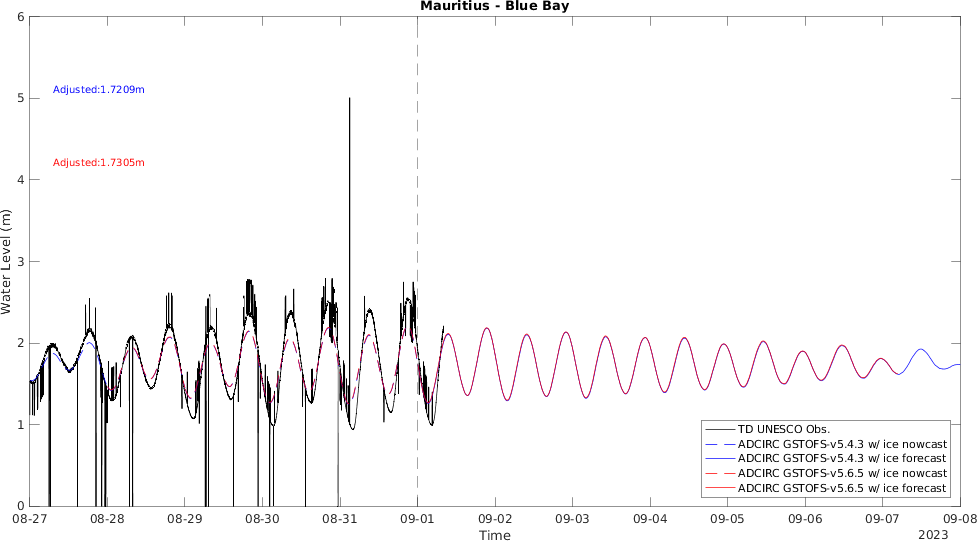 Mauritius - Blue Bay
6
5
4
3
2
1
0
Water Level (m)
Adjusted:1.7209m
Adjusted:1.7305m
TD UNESCO Obs.
ADCIRC GSTOFS-v5.4.3 w/ ice nowcast
ADCIRC GSTOFS-v5.4.3 w/ ice forecast
ADCIRC GSTOFS-v5.6.5 w/ ice nowcast
ADCIRC GSTOFS-v5.6.5 w/ ice forecast
08-27 08-28 08-29 08-30 08-31 09-01 09-02 09-03 09-04 09-05 09-06 09-07 09-08
Time
2023